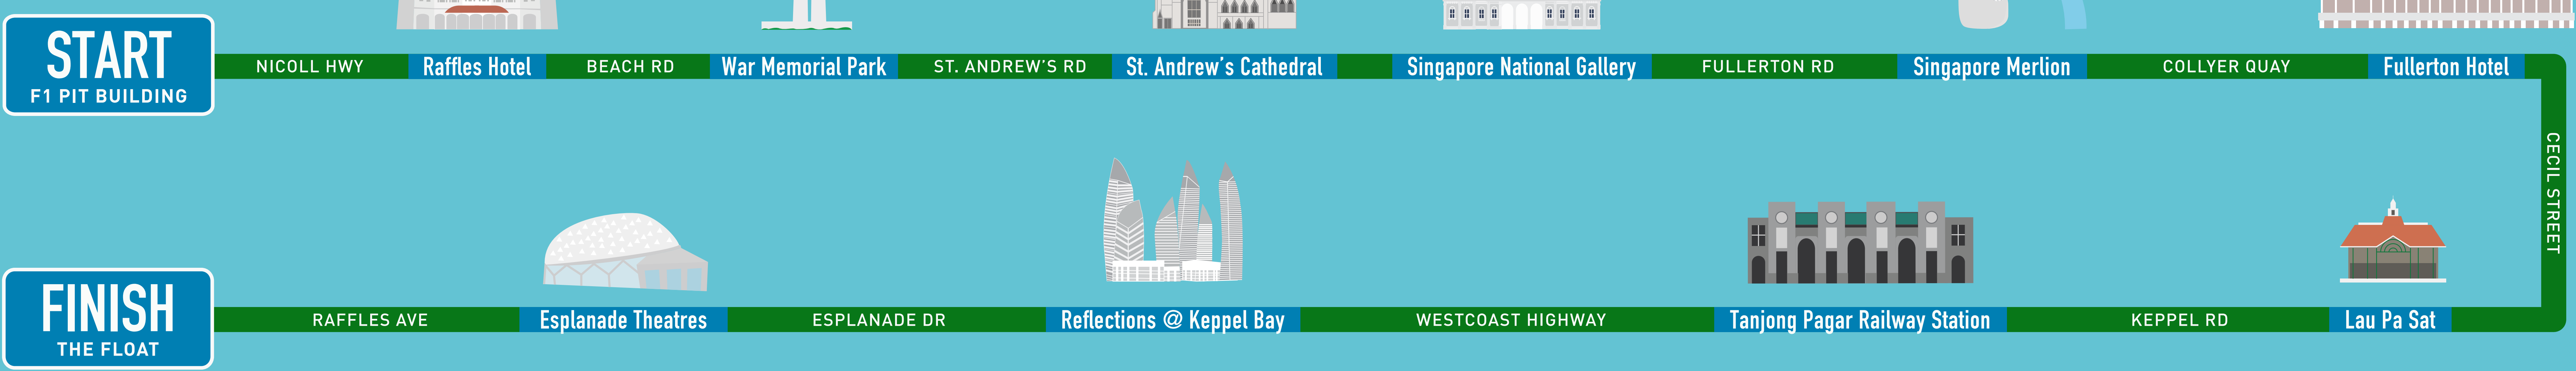 START
F1 PIT BUILDING
NICOLL HWY
Raffles Hotel
BEACH RD
War Memorial Park
ST. ANDREW'S RD
St. Andrew's Cathedral
Singapore National Gallery
FULLERTON RD
Singapore Merlion
COLLYER QUAY
Fullerton Hotel
CECIL STREET
FINISH
THE FLOAT
RAFFLES AVE
Esplanade Theatres
ESPLANADE DR
Reflections @ Keppel Bay
WESTCOAST HIGHWAY
Tanjong Pagar Railway Station
KEPPEL RD
Lau Pa Sat